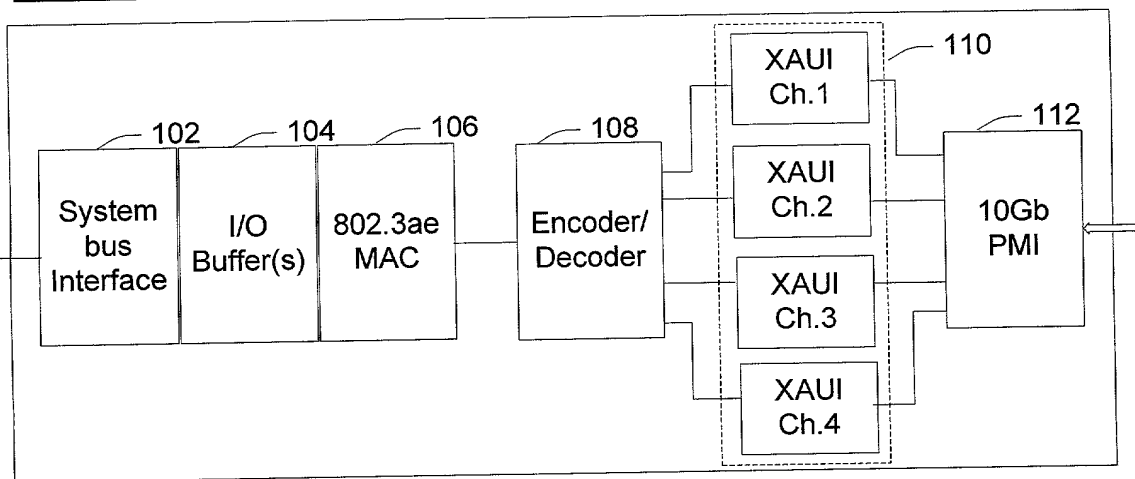 110
XAUI
Ch.1
102
104
106
108
112
System
bus
Interface
I/O
Buffer(s)
802.3ae
MAC
Encoder/
Decoder
XAUI
Ch.2
10Gb
PMI
XAUI
Ch.3
XAUI
Ch.4